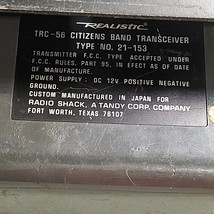 REALISTIC
TRC-56 CITIZENS BAND TRANSCEIVER
TYPE NO. 21-153
TRANSMITTER F.C.C. TYPE ACCEPTED UNDER
F.C.C. RULES, PART 95, IN EFECT AS OF DATE
OF MANUFACTURE.
POWER SUPPLY : DC 12V POSITIVE NEGATIVE
GROUND.
CUSTOM MANUFACTURED IN JAPAN FOR
RADIO SHACK, A TANDY CORP. COMPANY
FORT WORTH, TEXAS 76107